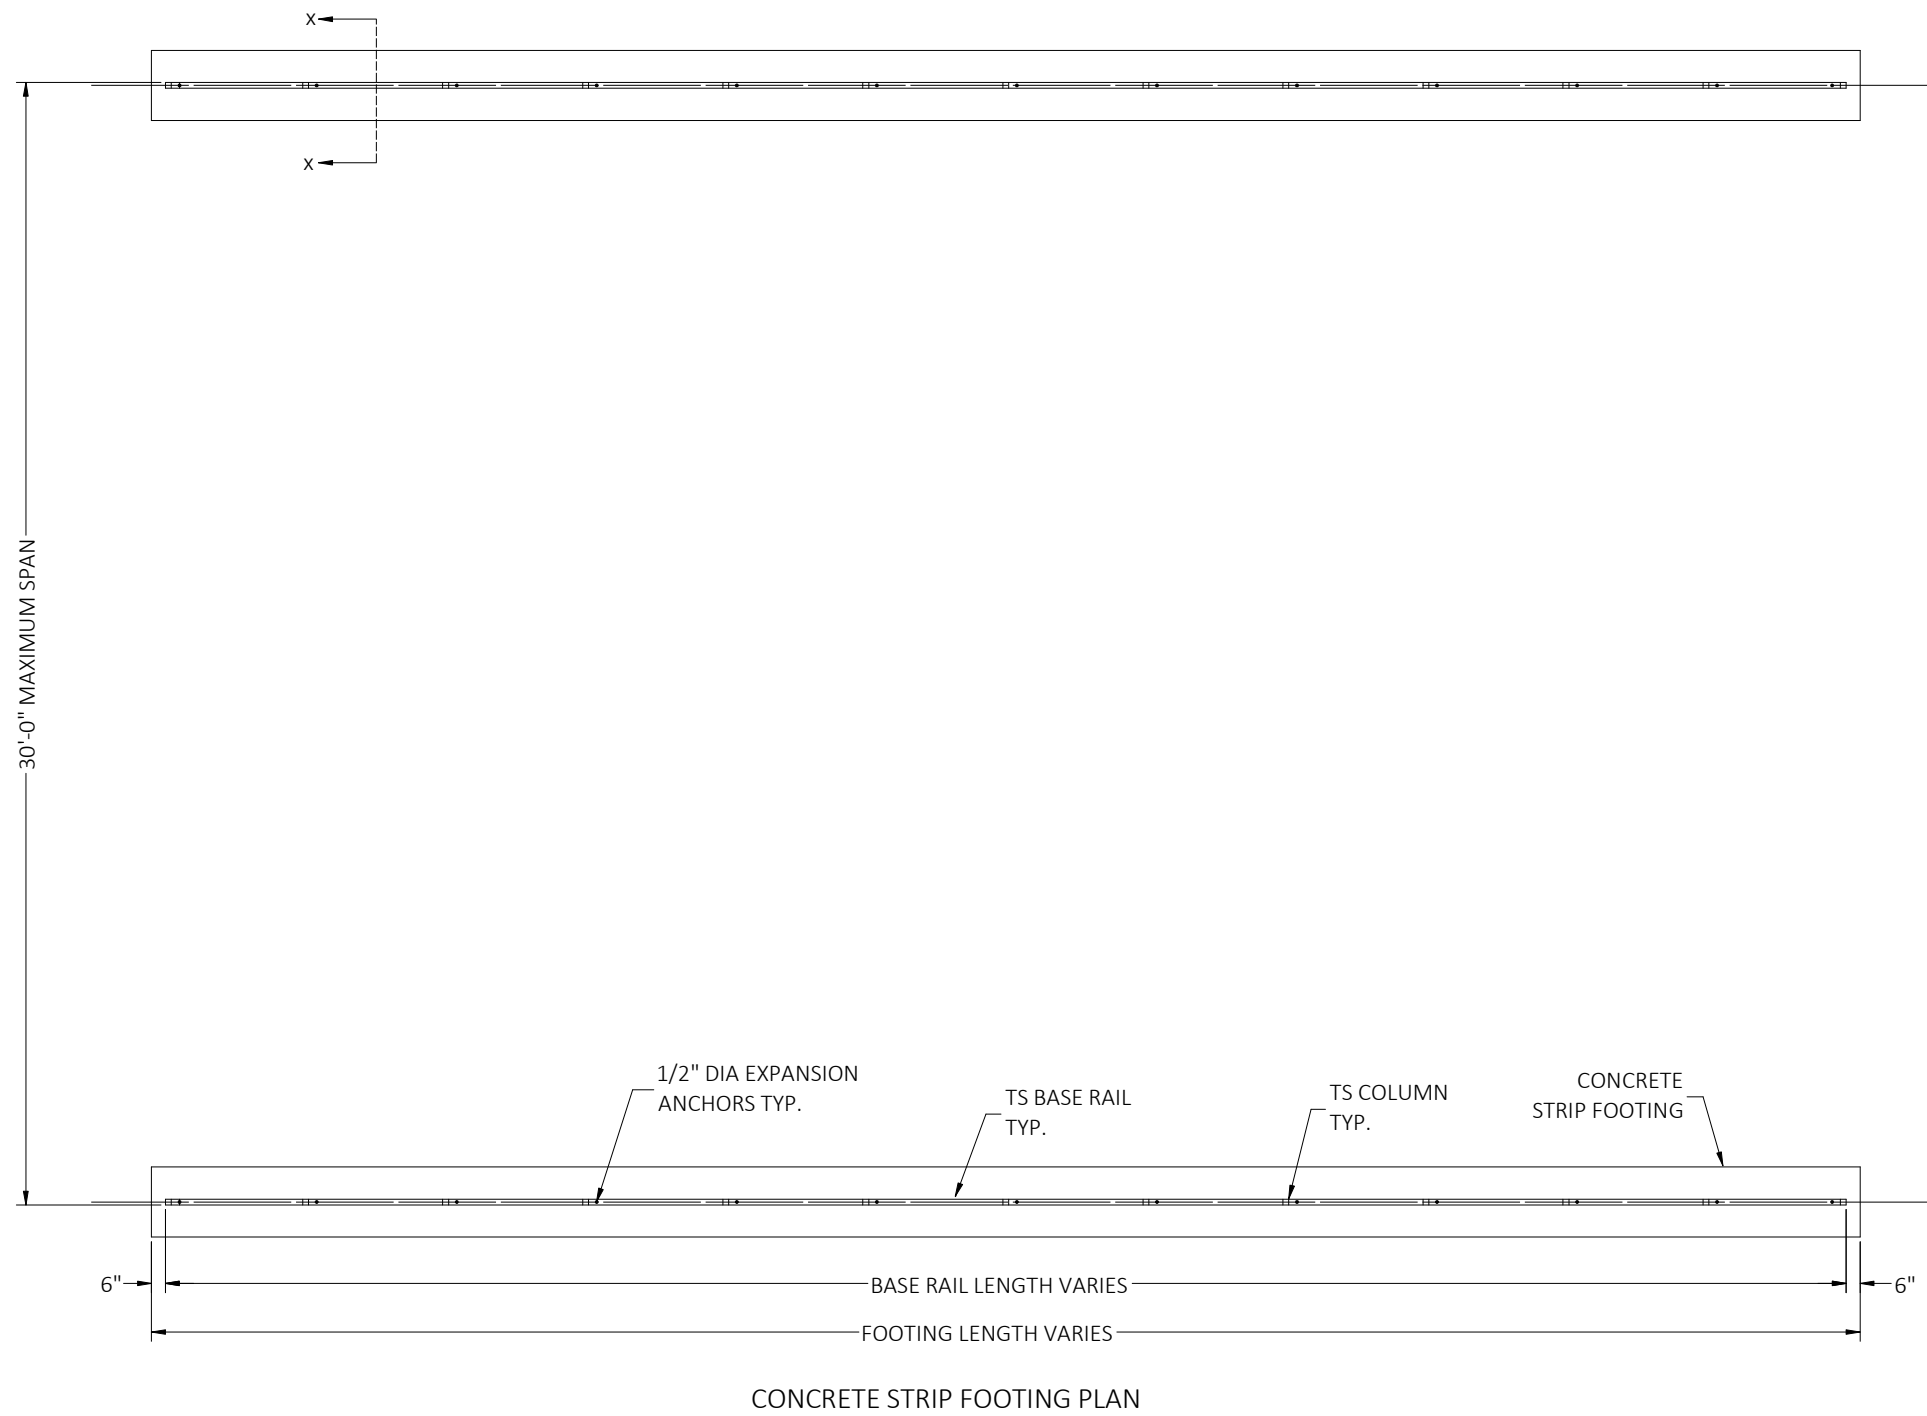 X
X
30'-0" MAXIMUM SPAN
1/2" DIA EXPANSION
ANCHORS TYP.
TS BASE RAIL
TYP.
TS COLUMN
TYP.
CONCRETE
STRIP FOOTING
6"
BASE RAIL LENGTH VARIES
6"
FOOTING LENGTH VARIES
CONCRETE STRIP FOOTING PLAN